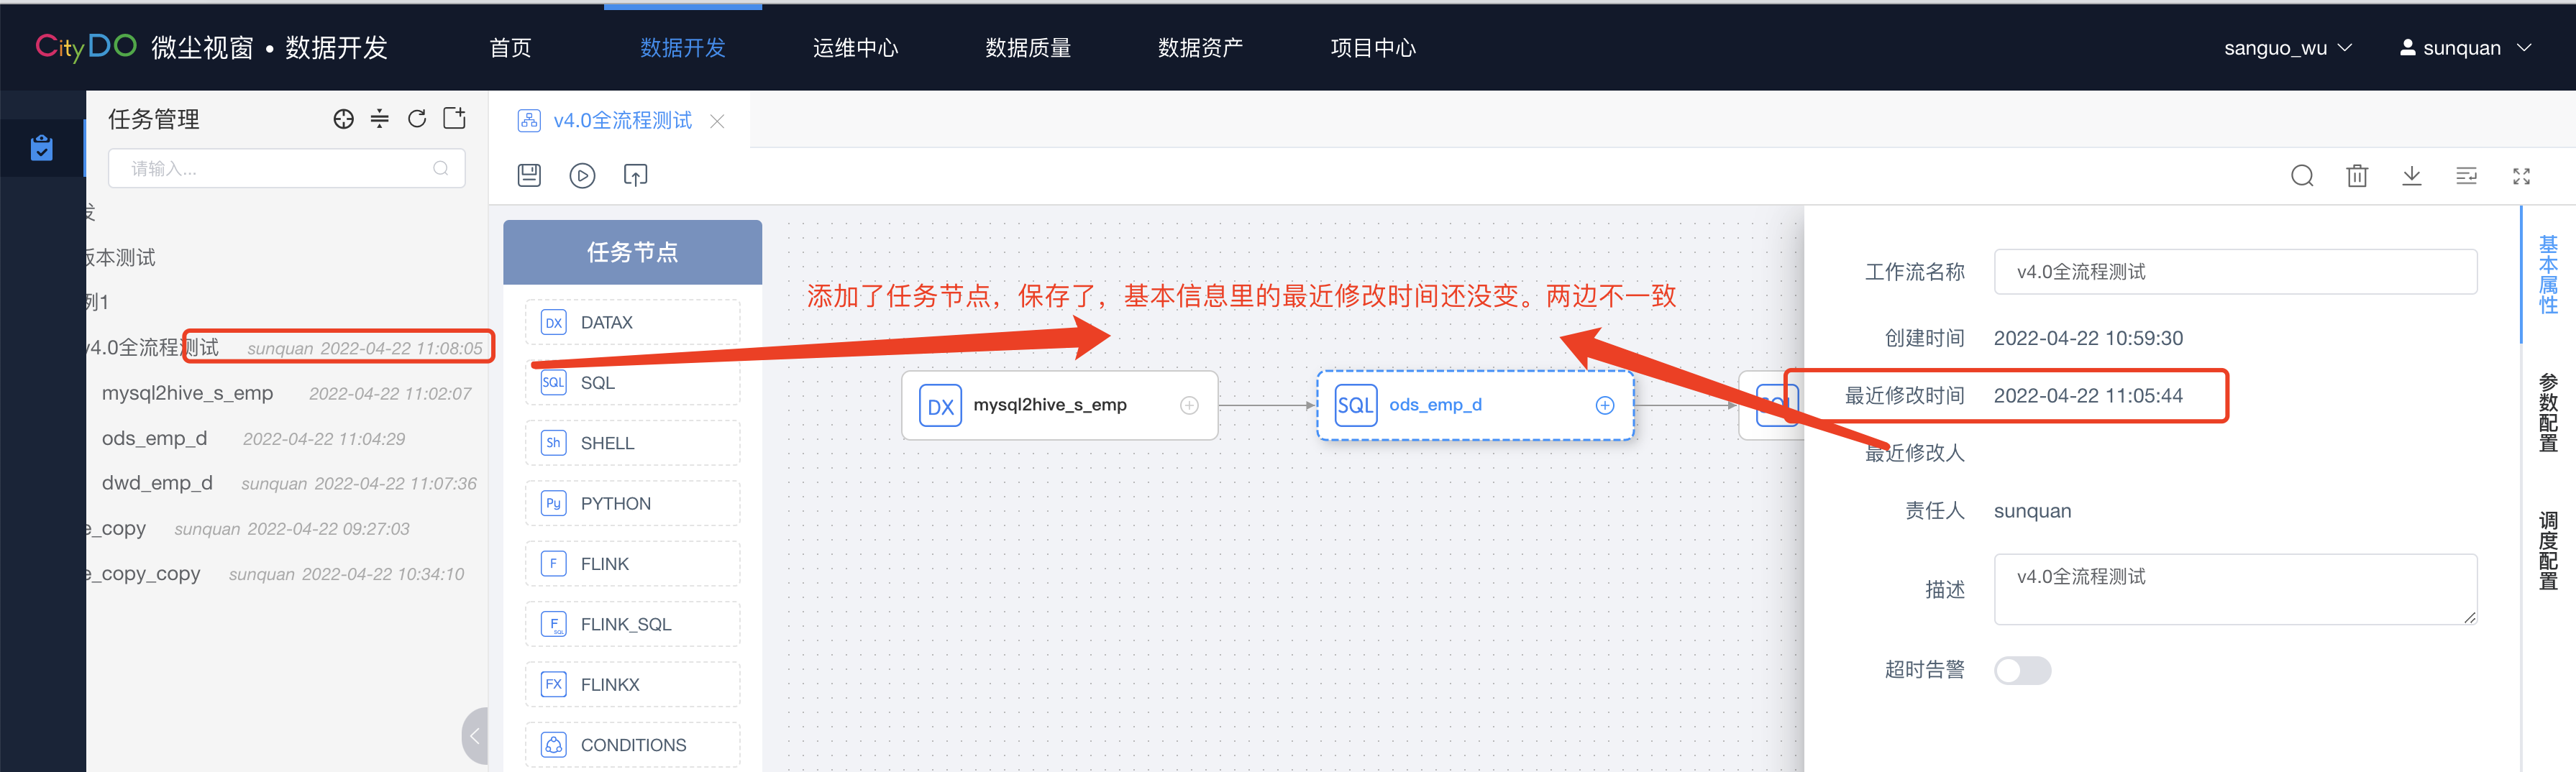 CityDO 微尘视窗 • 数据开发 首页 数据开发 运维中心 数据质量 数据资产 项目中心 sanguo_wu sunquan
任务管理
请输入...
发
版本测试
例1
v4.0全流程测试 sunquan 2022-04-22 11:08:05
mysql2hive_s_emp 2022-04-22 11:02:07
ods_emp_d 2022-04-22 11:04:29
dwd_emp_d sunquan 2022-04-22 11:07:36
e_copy sunquan 2022-04-22 09:27:03
e_copy_copy sunquan 2022-04-22 10:34:10
v4.0全流程测试
任务节点
DX DATAX
SQL SQL
Sh SHELL
Py PYTHON
F FLINK
F SQL FLINK_SQL
FX FLINKX
CONDITIONS
添加了任务节点，保存了，基本信息里的最近修改时间还没变。两边不一致
DX mysql2hive_s_emp
SQL ods_emp_d
SQL
工作流名称 v4.0全流程测试
创建时间 2022-04-22 10:59:30
最近修改时间 2022-04-22 11:05:44
最近修改人
责任人 sunquan
描述 v4.0全流程测试
超时告警
基本属性
参数配置
调度配置